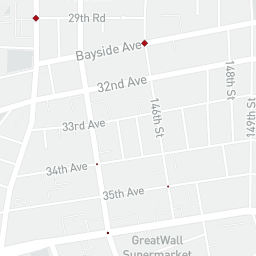 29th Rd
Bayside Ave
32nd Ave
146th St
148th St
149th St
33rd Ave
34th Ave
35th Ave
GreatWall
Supermarket